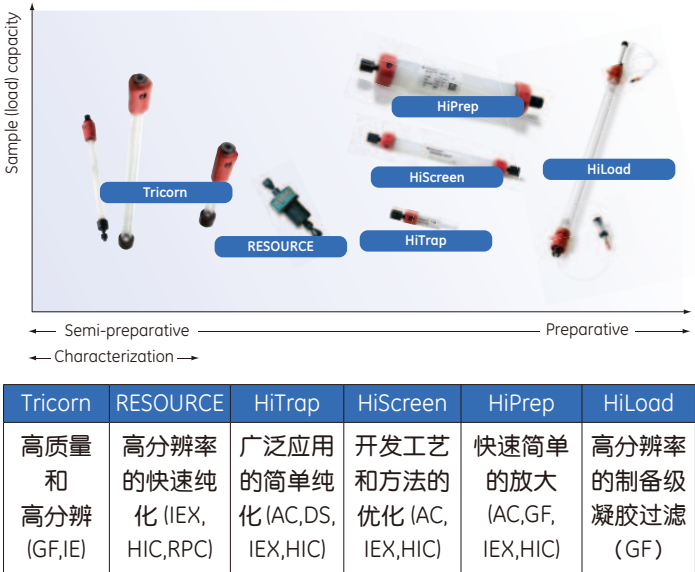 Sample (load) capacity
HiPrep
HiScreen
HiLoad
Tricorn
HiTrap
RESOURCE
Semi-preparative
Preparative
Characterization
Tricorn RESOURCE HiTrap HiScreen HiPrep HiLoad
高质量 高分辨率 广泛应用 开发工艺 快速简单 高分辨率
和 的快速纯 的简单纯 和方法的 的放大 的制备级
高分辨 化 (IEX, 化 (AC,DS, 优化 (AC, (AC,GF, 凝胶过滤
(GF,IE) HIC,RPC) IEX,HIC) IEX,HIC) IEX,HIC) （GF）